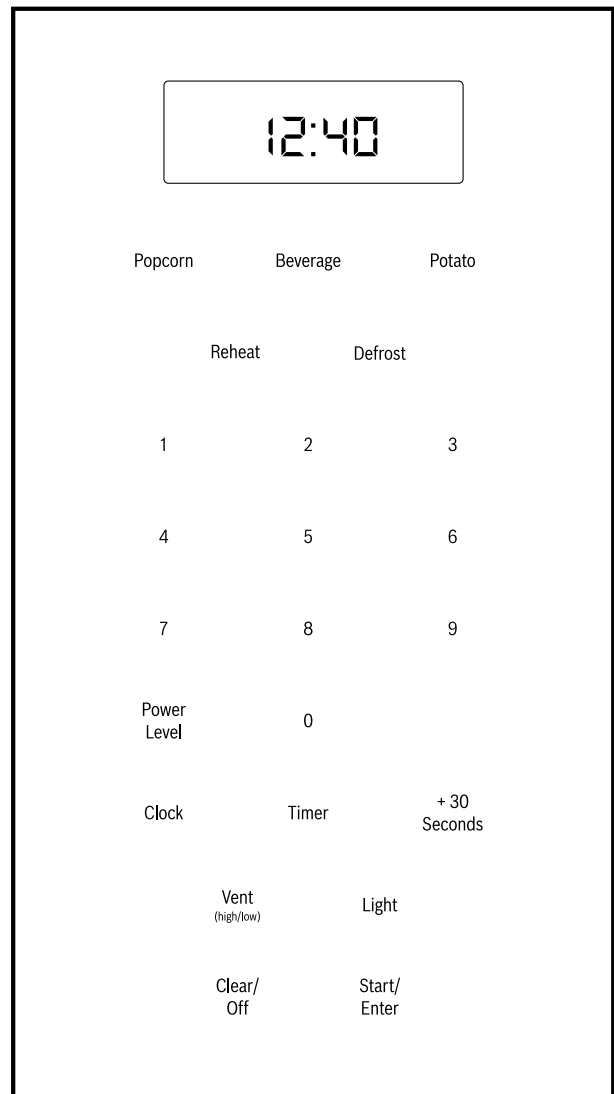 12:40
Popcorn Beverage Potato
Reheat Defrost
1 2 3
4 5 6
7 8 9
Power
Level
0
Clock Timer
+ 30
Seconds
Vent
(high/low)
Light
Clear/
Off
Start/
Enter